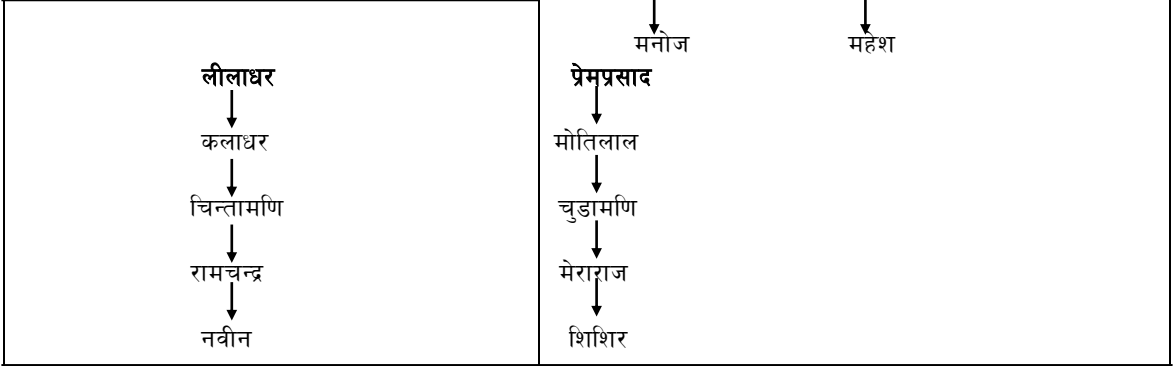 मनोज महेश
लीलाधर प्रेमप्रसाद
कलाधर मोतिलाल
चिन्तामणि चुडामणि
रामचन्द्र मेराराज
नवीन शिशिर